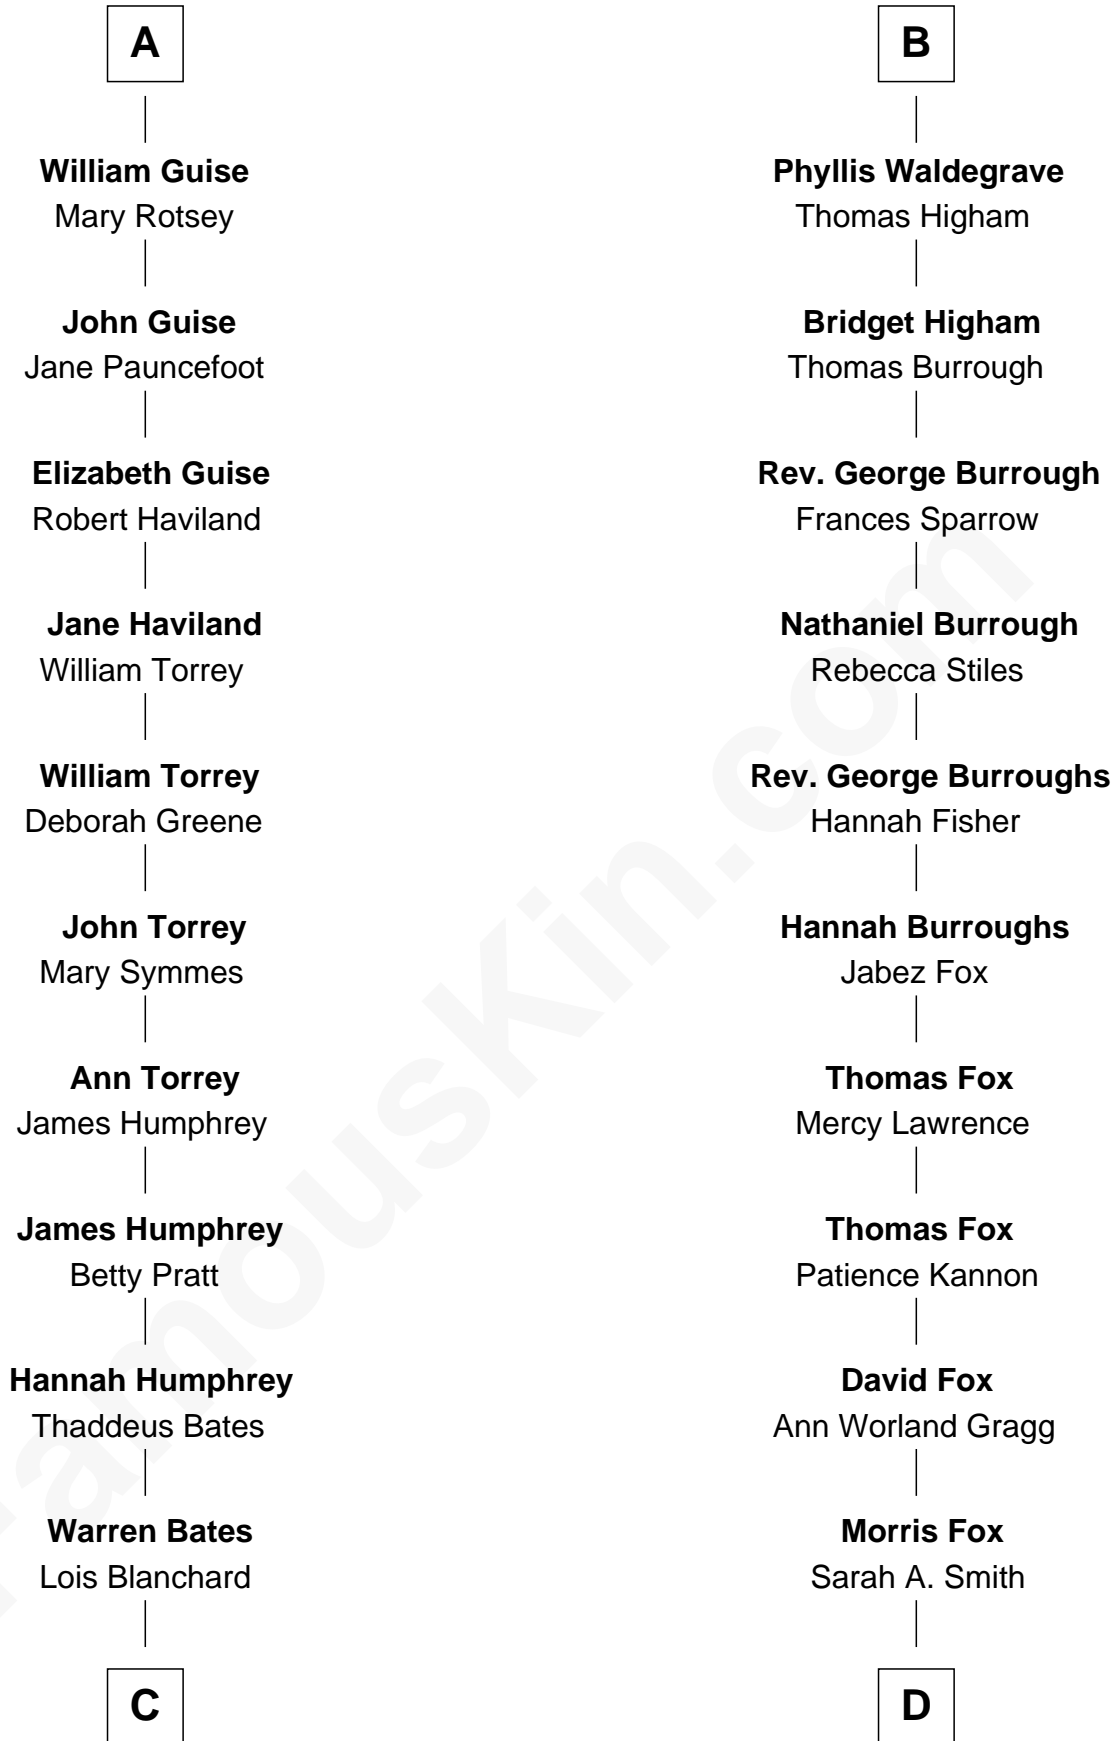 A
William Guise
Mary Rotsey
John Guise
Jane Pauncefoot
Elizabeth Guise
Robert Haviland
Jane Haviland
William Torrey
William Torrey
Deborah Greene
John Torrey
Mary Symmes
Ann Torrey
James Humphrey
James Humphrey
Betty Pratt
Hannah Humphrey
Thaddeus Bates
Warren Bates
Lois Blanchard
C
B
Phyllis Waldegrave
Thomas Higham
Bridget Higham
Thomas Burrough
Rev. George Burrough
Frances Sparrow
Nathaniel Burrough
Rebecca Stiles
Rev. George Burroughs
Hannah Fisher
Hannah Burroughs
Jabez Fox
Thomas Fox
Mercy Lawrence
Thomas Fox
Patience Kannon
David Fox
Ann Worland Gragg
Morris Fox
Sarah A. Smith
D
FamousKin.com